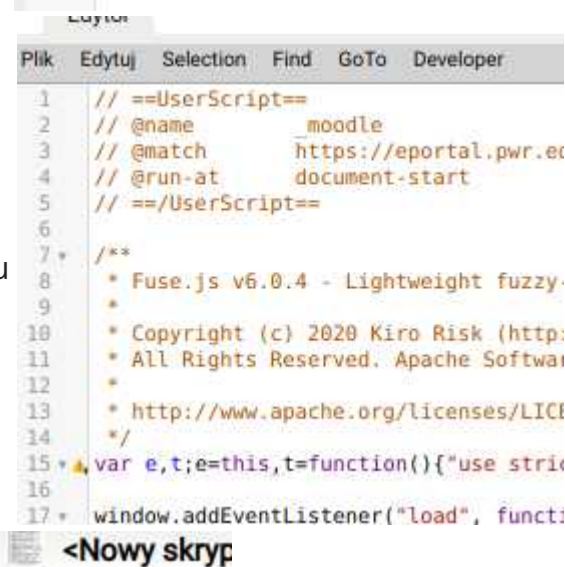 Edytor
Plik Edytuj Selection Find GoTo Developer
1 // ==UserScript==
2 // @name _moodle
3 // @match https://eportal.pwr.ed
4 // @run-at document-start
5 // ==/UserScript==
6
7 /**
u
8 * Fuse.js v6.0.4 - Lightweight fuzzy-
9 *
10 * Copyright (c) 2020 Kiro Risk (http:
11 * All Rights Reserved. Apache Softwar
12 *
13 * http://www.apache.org/licenses/LICE
14 */
15 var e,t;e=this,t=function(){"use stric
16
17 window.addEventListener("load", functi
<Nowy skryp